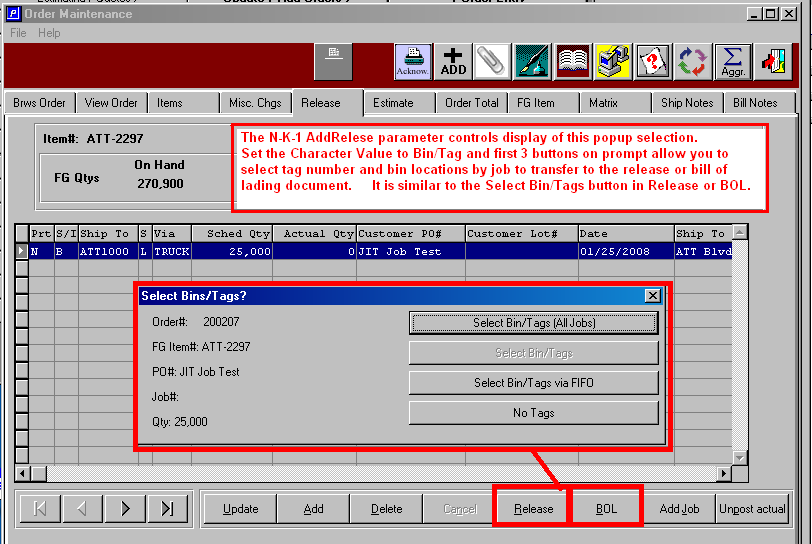 Order Maintenance
File Help
Acknow. ADD Aggr.
Brws Order View Order Items Misc. Chgs Release Estimate Order Total FG Item Matrix Ship Notes Bill Notes
Item#: ATT-2297
On Hand
FG Qtys 270,900
The N-K-1 AddRelese parameter controls display of this popup selection.
Set the Character Value to Bin/Tag and first 3 buttons on prompt allow you to
select tag number and bin locations by job to transfer to the release or bill of
lading document. It is similar to the Select Bin/Tags button in Release or BOL.
Prt S/I Ship To S Via Sched Qty Actual Qty Customer PO# Customer Lot# Date Ship To
N B ATT1000 L TRUCK 25,000 0 JIT Job Test 01/25/2008 ATT Blvd
Select Bins/Tags?
Order#: 200207
FG Item#: ATT-2297
PO#: JIT Job Test
Job#:
Qty: 25,000
Select Bin/Tags (All Jobs)
Select Bin/Tags
Select Bin/Tags via FIFO
No Tags
Update Add Delete Cancel Release BOL Add Job Unpost actual